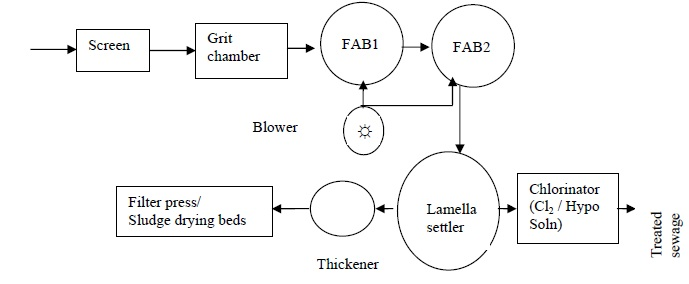 Screen
Grit
chamber
FAB1
FAB2
Blower
Filter press/
Sludge drying beds
Thickener
Lamella
settler
Chlorinator
(Cl₂ / Hypo
Soln)
Treated
sewage